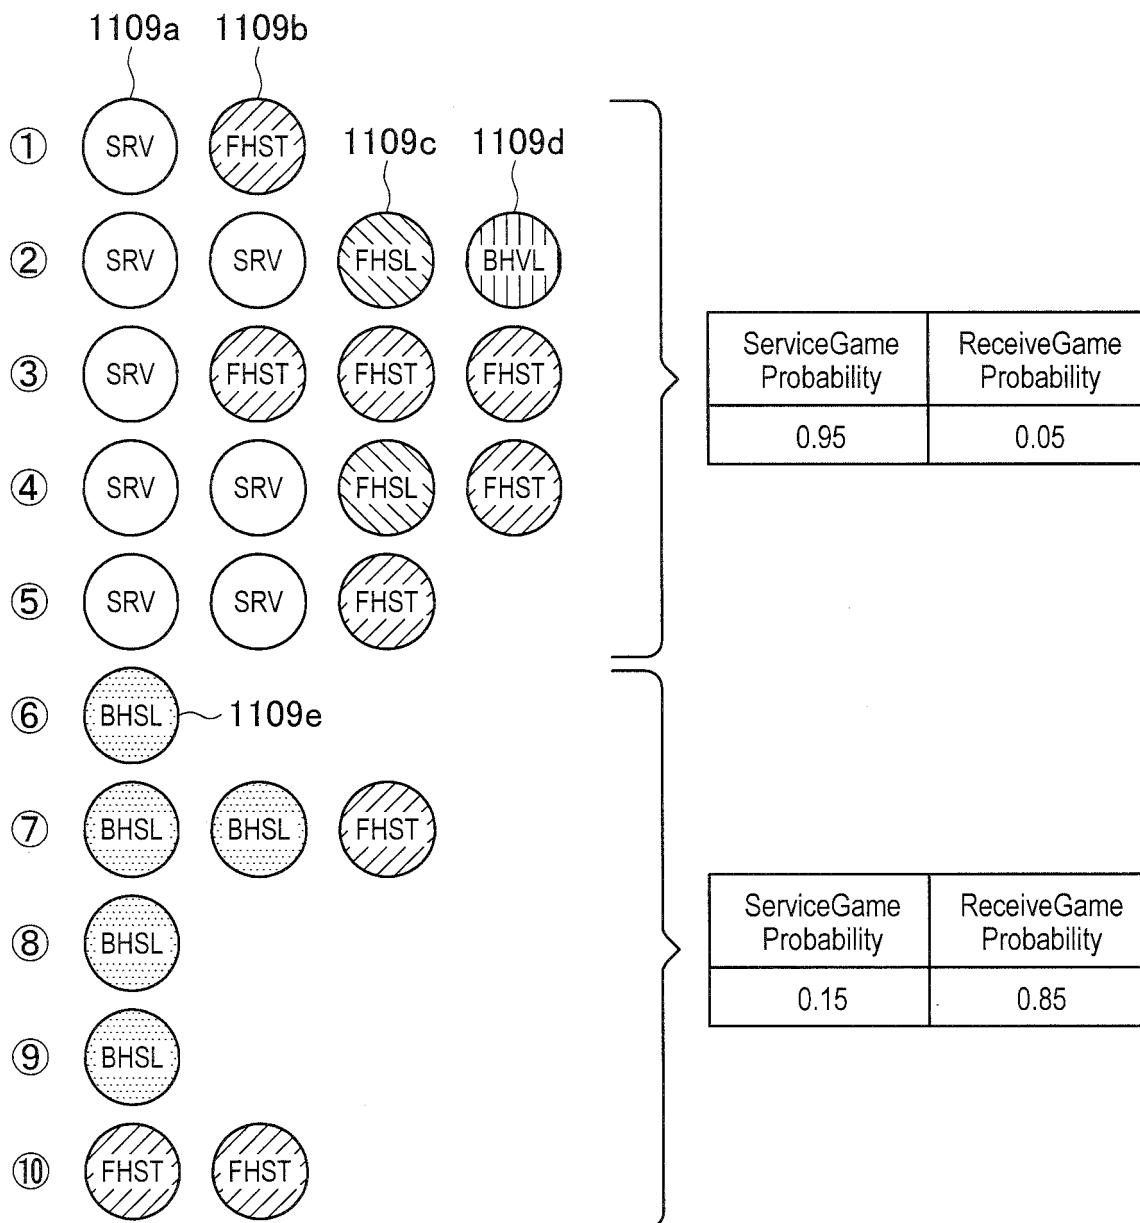 1109a 1109b
① SRV FHST 1109c 1109d
② SRV SRV FHSL BHVL
③ SRV FHST FHST FHST
④ SRV SRV FHSL FHST
⑤ SRV SRV FHST
ServiceGame Probability ReceiveGame Probability
0.95 0.05
⑥ BHSL 1109e
⑦ BHSL BHSL FHST
⑧ BHSL
⑨ BHSL
⑩ FHST FHST
ServiceGame Probability ReceiveGame Probability
0.15 0.85